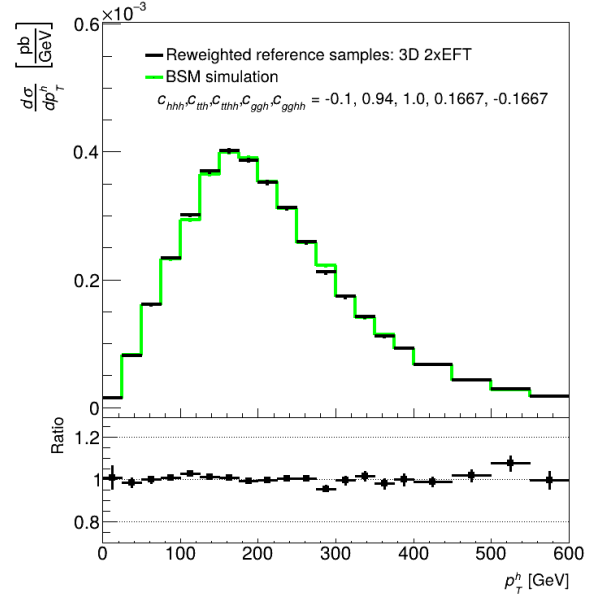 ×10⁻³
0.6
dσ/dpₜʰ [pb/GeV]
Reweighted reference samples: 3D 2xEFT
BSM simulation
c_hhh,c_tth,c_tthh,c_ggh,c_gghh = -0.1, 0.94, 1.0, 0.1667, -0.1667
0.4
0.2
0
Ratio
1.2
1
0.8
0 100 200 300 400 500 600
p_T^h [GeV]